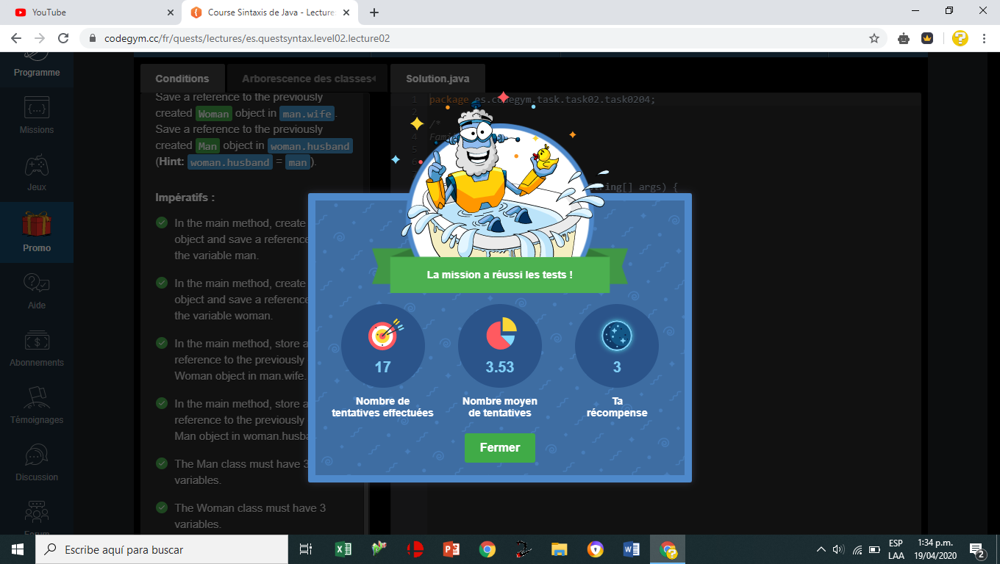 YouTube
Course Sintaxis de Java - Lecture:
codegym.cc/fr/quests/lectures/es.questsyntax.level02.lecture02
Programme
Missions
Jeux
Promo
Aide
Abonnements
Témoignages
Discussion
Forum
Conditions
Arborescence des classes
Save a reference to the previously
created Woman object in man.wife.
Save a reference to the previously
created Man object in woman.husband
(Hint: woman.husband = man).
Impératifs :
In the main method, create
object and save a reference
the variable man.
In the main method, create
object and save a reference
the variable woman.
In the main method, store a
reference to the previously
Woman object in man.wife.
In the main method, store a
reference to the previously
Man object in woman.husba
The Man class must have 3
variables.
The Woman class must have 3
variables.
Solution.java
1 package es.codegym.task.task02.task0204;
2
/*
4 Fam
tring[] args) {
La mission a réussi les tests !
17
Nombre de
tentatives effectuées
3.53
Nombre moyen
de tentatives
3
Ta
récompense
Fermer
Escribe aquí para buscar
ESP
LAA
1:34 p.m.
19/04/2020
2